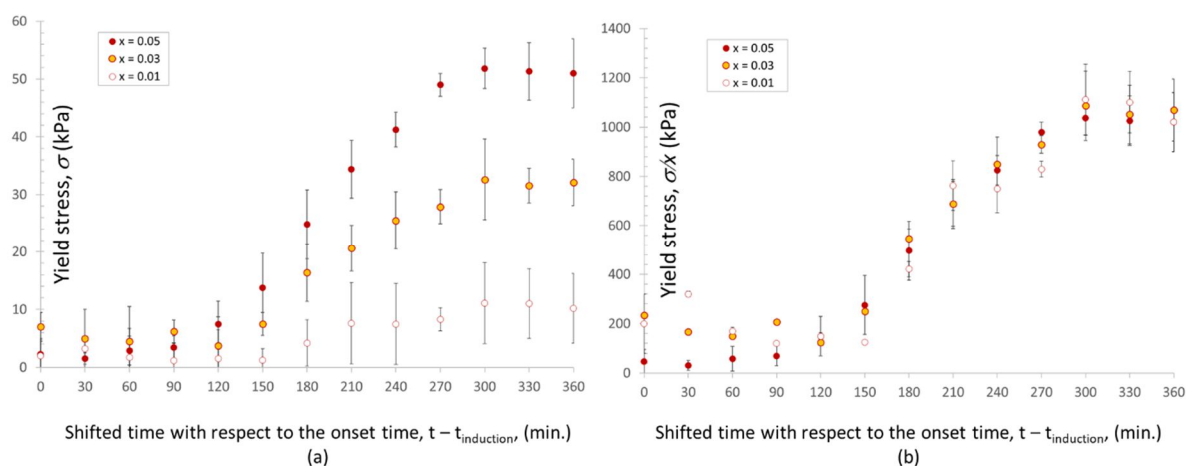 60
50
40
30
20
10
0
Yield stress, σ (kPa)
x = 0.05
x = 0.03
x = 0.01
0 30 60 90 120 150 180 210 240 270 300 330 360
Shifted time with respect to the onset time, t – tinduction, (min.)
(a)
1400
1200
1000
800
600
400
200
0
Yield stress, σ/x (kPa)
x = 0.05
x = 0.03
x = 0.01
0 30 60 90 120 150 180 210 240 270 300 330 360
Shifted time with respect to the onset time, t – tinduction, (min.)
(b)